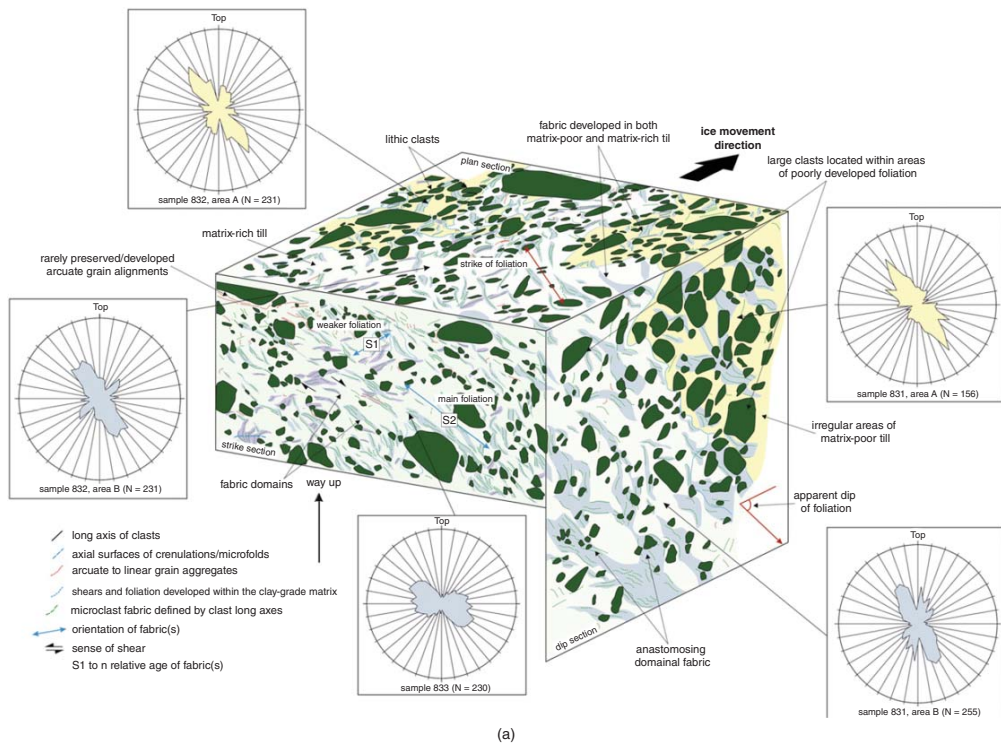 Top
sample 832, area A (N = 231)
lithic clasts
plan section
fabric developed in both
matrix-poor and matrix-rich til
ice movement
direction
large clasts located within areas
of poorly developed foliation
matrix-rich till
rarely preserved/developed
arcuate grain alignments
strike of foliation
Top
sample 832, area B (N = 231)
weaker foliation
S1
main foliation
S2
strike section
fabric domains
way up
Top
sample 831, area A (N = 156)
irregular areas of
matrix-poor till
apparent dip
of foliation
long axis of clasts
axial surfaces of crenulations/microfolds
arcuate to linear grain aggregates
shears and foliation developed within the clay-grade matrix
microclast fabric defined by clast long axes
orientation of fabric(s)
sense of shear
S1 to n relative age of fabric(s)
Top
sample 833 (N = 230)
dip section
anastomosing
domainal fabric
Top
sample 831, area B (N = 255)
(a)